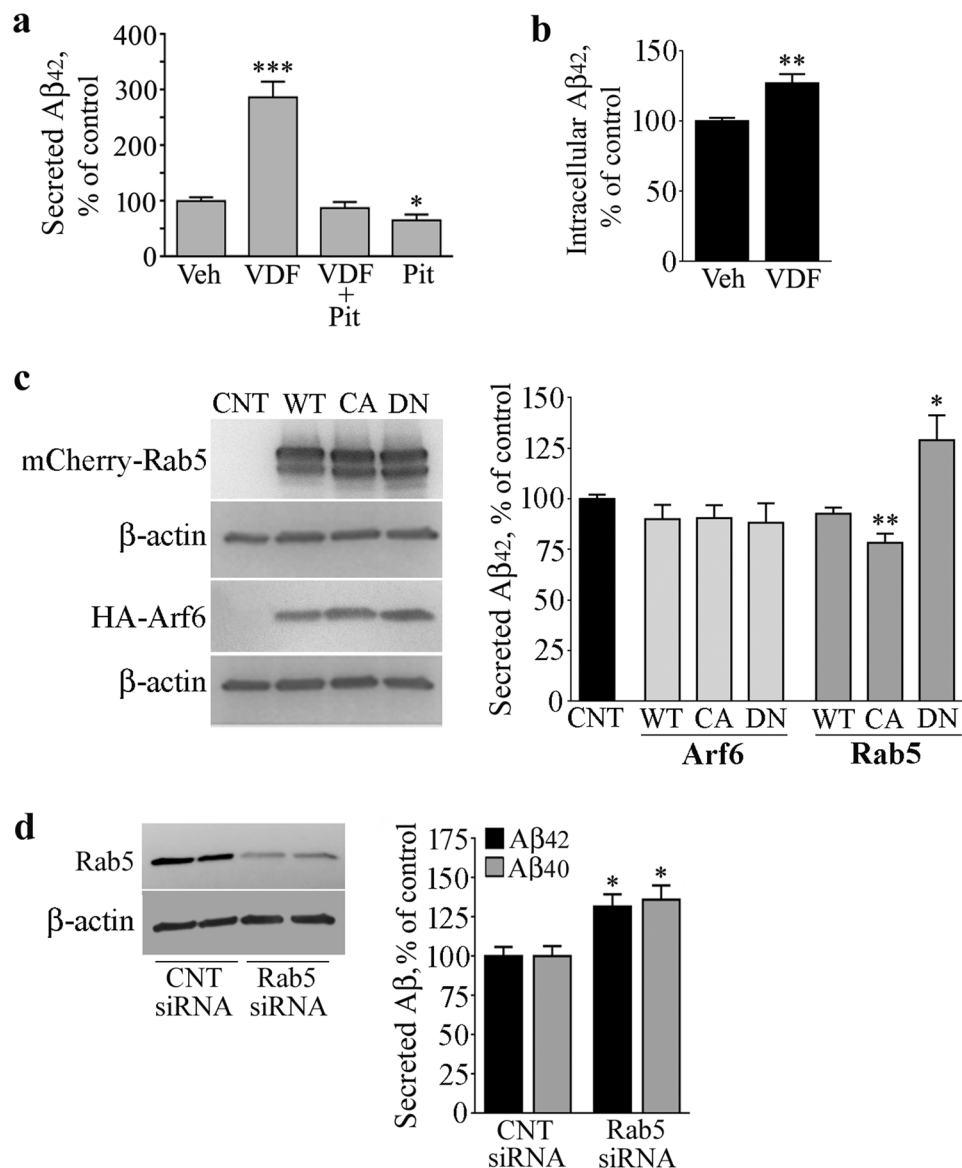 a
Secreted Aβ42,
% of control
400
300
200
100
0
***
*
Veh
VDF
VDF
+
Pit
Pit
b
Intracellular Aβ42,
% of control
150
100
50
0
**
Veh
VDF
c
CNT WT CA DN
mCherry-Rab5
β-actin
HA-Arf6
β-actin
Secreted Aβ42, % of control
150
125
100
75
50
25
0
**
*
CNT
WT CA DN
WT CA DN
Arf6
Rab5
d
Rab5
β-actin
CNT
siRNA
Rab5
siRNA
Secreted Aβ, % of control
175
150
125
100
75
50
25
0
Aβ42
Aβ40
* *
CNT
siRNA
Rab5
siRNA